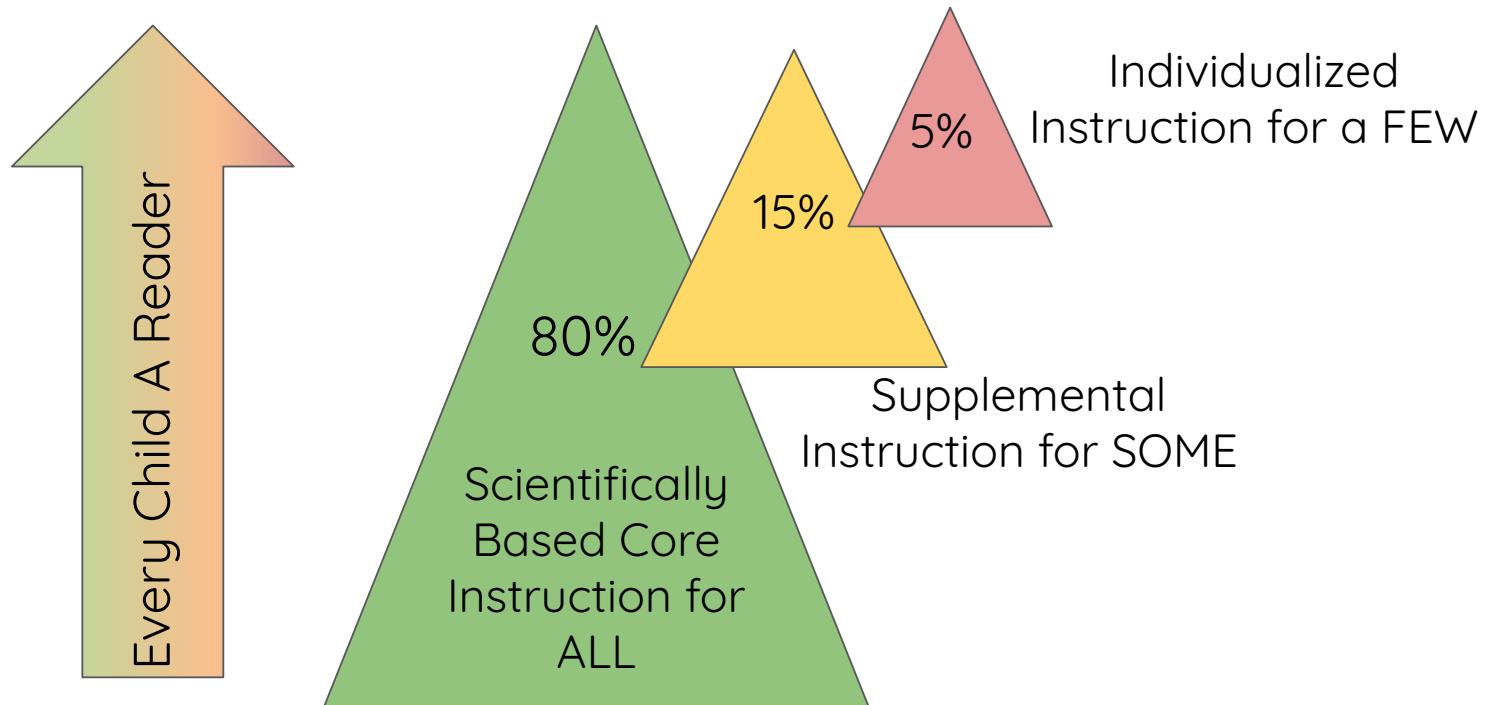 Every Child A Reader
80%
Scientifically
Based Core
Instruction for
ALL
15%
Supplemental
Instruction for SOME
5%
Individualized
Instruction for a FEW